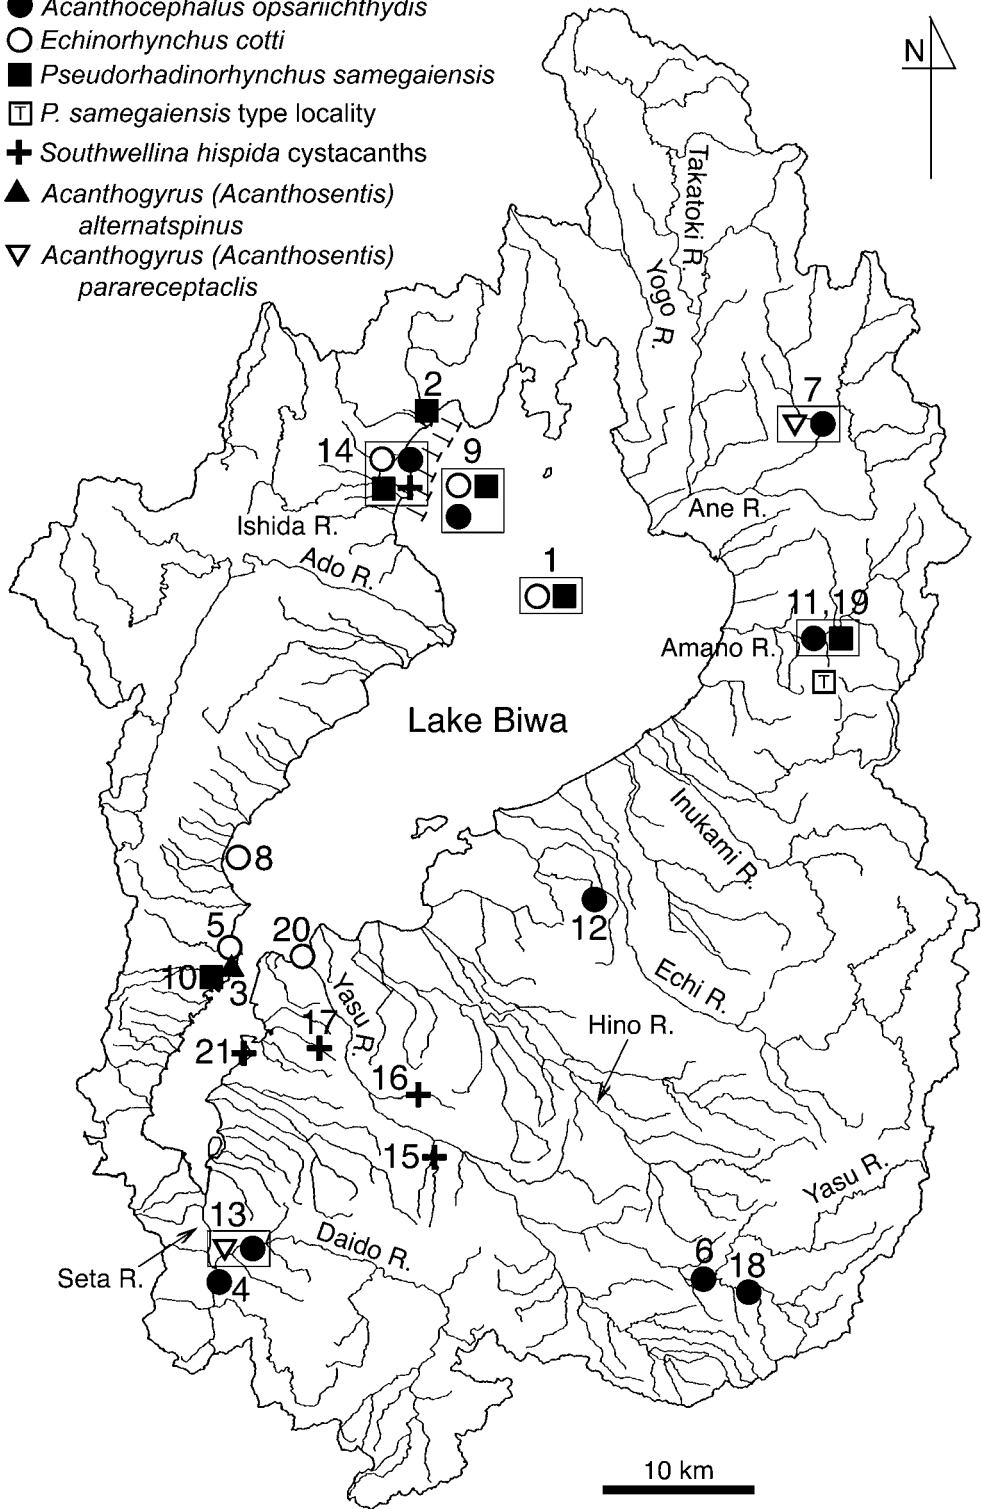 Acanthocephalus opsariichthydis
Echinorhynchus cotti
Pseudorhadinorhynchus samegaiensis
T P. samegaiensis type locality
Southwellina hispida cystacanths
Acanthogyrus (Acanthosentis)
alternatspinus
Acanthogyrus (Acanthosentis)
parareceptaclis
N
Takatoki R.
Yogo R.
2
7
14
9
Ishida R.
Ane R.
Ado R.
1
11,19
Amano R.
T
Lake Biwa
Inukami R.
8
12
5
20
10
3
Yasu R.
Echi R.
17
Hino R.
21
16
15
Yasu R.
13
Daido R.
6
18
Seta R.
4
10 km